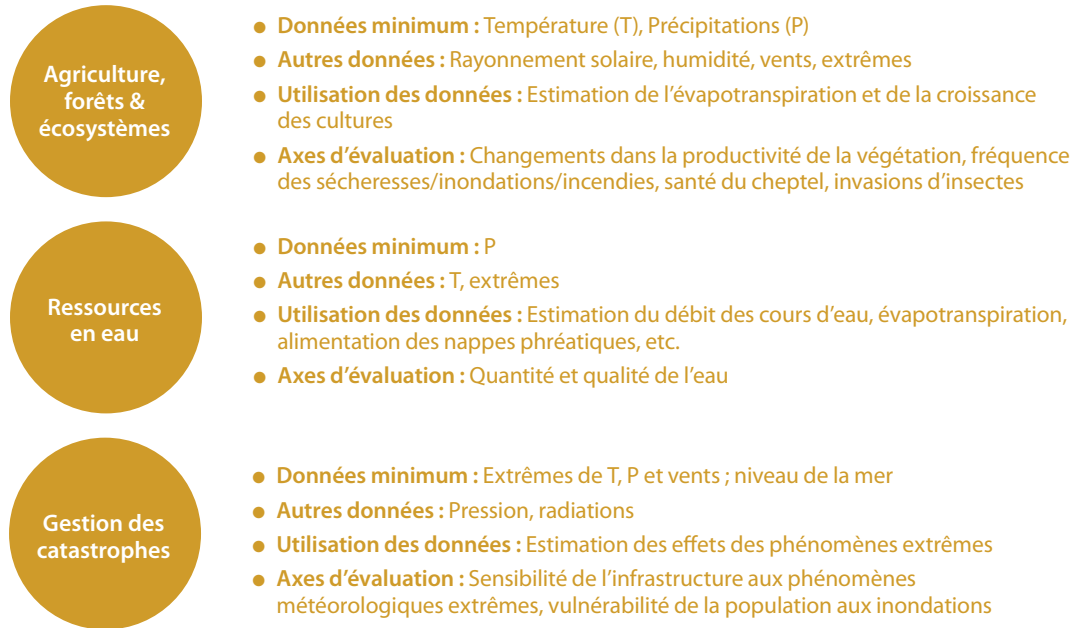 Agriculture,
forêts &
écosystèmes
● Données minimum : Température (T), Précipitations (P)
● Autres données : Rayonnement solaire, humidité, vents, extrêmes
● Utilisation des données : Estimation de l'évapotranspiration et de la croissance
des cultures
● Axes d'évaluation : Changements dans la productivité de la végétation, fréquence
des sécheresses/inondations/incendies, santé du cheptel, invasions d'insectes
Ressources
en eau
● Données minimum : P
● Autres données : T, extrêmes
● Utilisation des données : Estimation du débit des cours d'eau, évapotranspiration,
alimentation des nappes phréatiques, etc.
● Axes d'évaluation : Quantité et qualité de l'eau
Gestion des
catastrophes
● Données minimum : Extrêmes de T, P et vents ; niveau de la mer
● Autres données : Pression, radiations
● Utilisation des données : Estimation des effets des phénomènes extrêmes
● Axes d'évaluation : Sensibilité de l'infrastructure aux phénomènes
météorologiques extrêmes, vulnérabilité de la population aux inondations